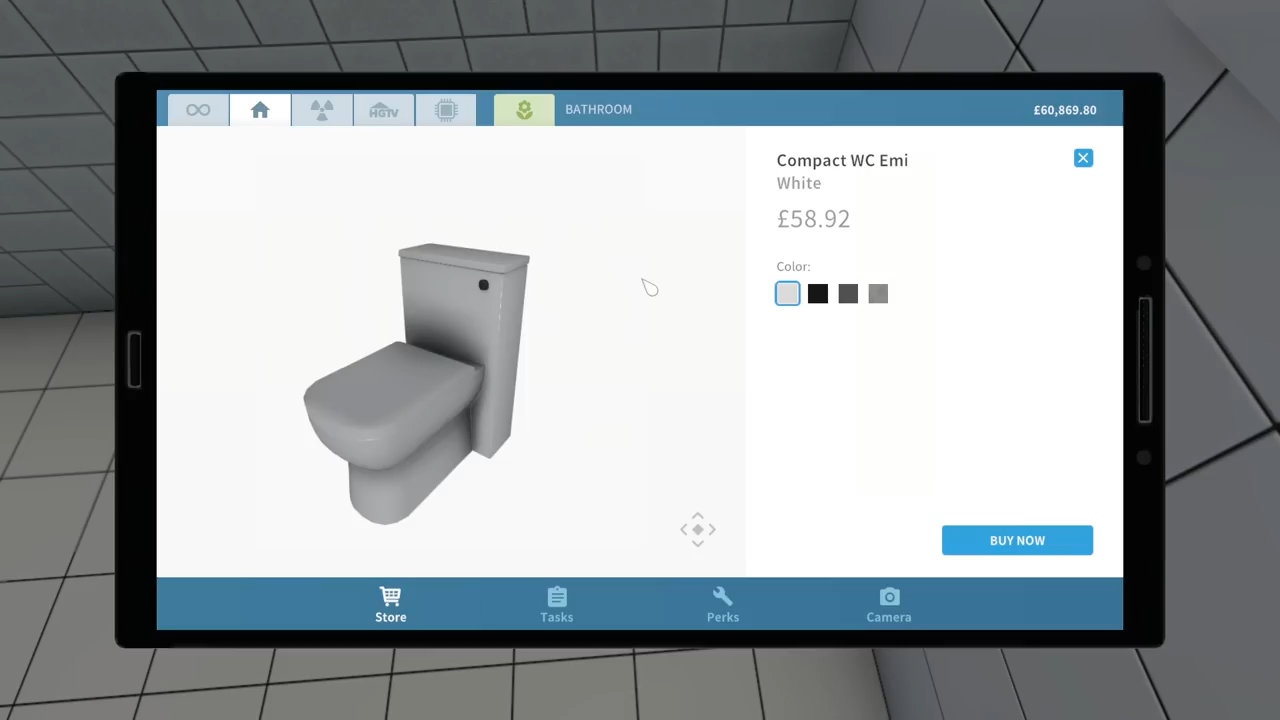 HGTV
BATHROOM
£60,869.80
Compact WC Emi
White
£58.92
Color:
BUY NOW
Store
Tasks
Perks
Camera